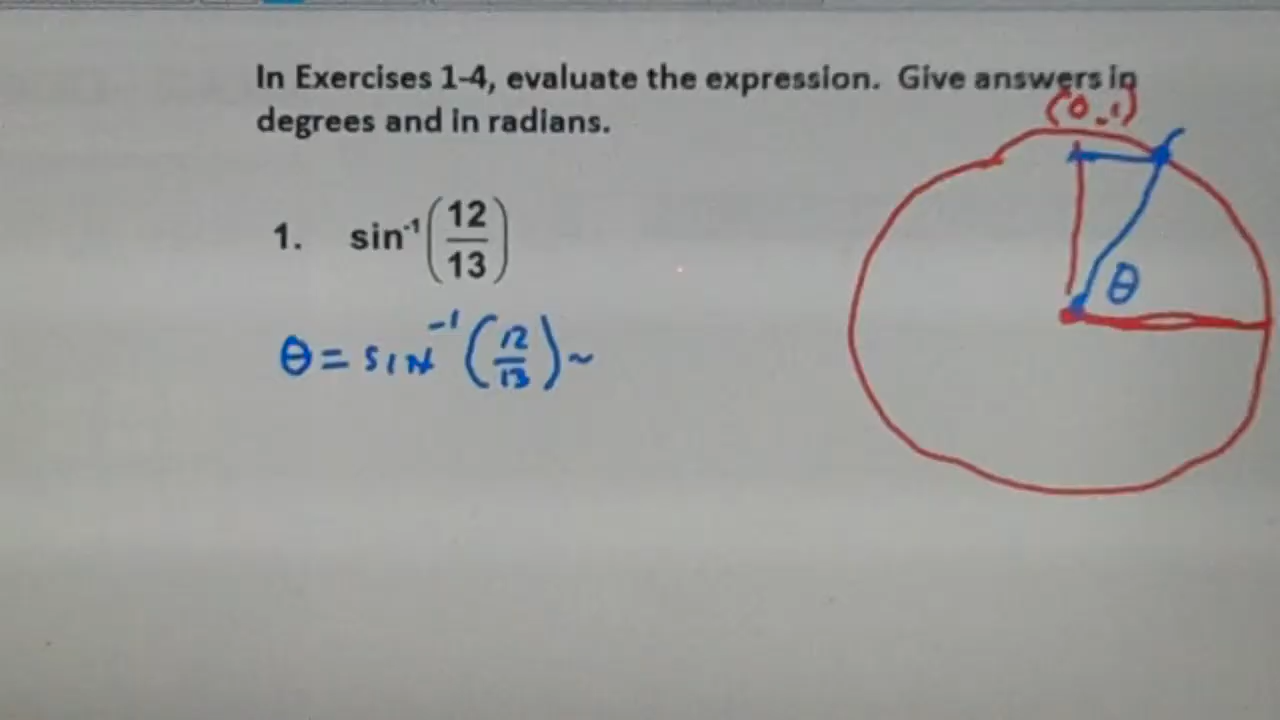 In Exercises 1-4, evaluate the expression. Give answers in
degrees and in radians.
(0,1)
1. sin⁻¹(12/13)
θ
θ = sin⁻¹(12/13) ~